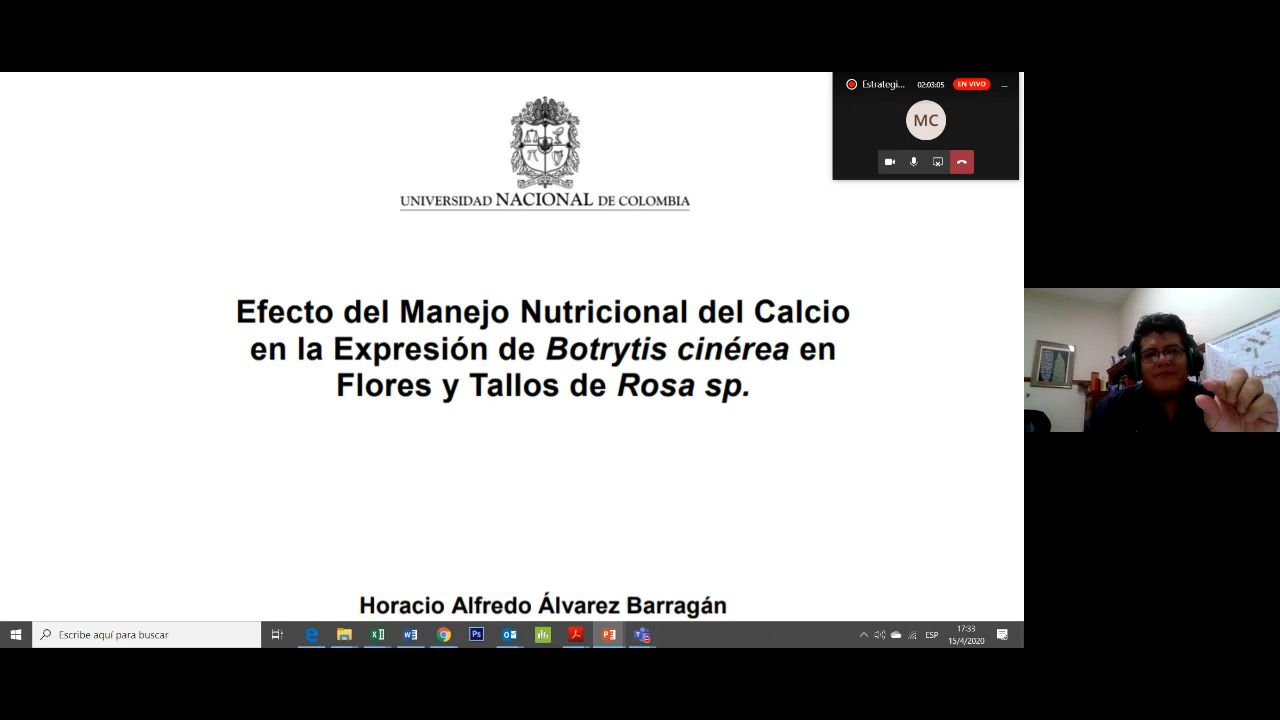 Estrategi... 02:03:05 EN VIVO
MC
UNIVERSIDAD NACIONAL DE COLOMBIA
Efecto del Manejo Nutricional del Calcio
en la Expresión de Botrytis cinérea en
Flores y Tallos de Rosa sp.
Horacio Alfredo Álvarez Barragán
Escribe aquí para buscar
ESP
17:33
15/4/2020